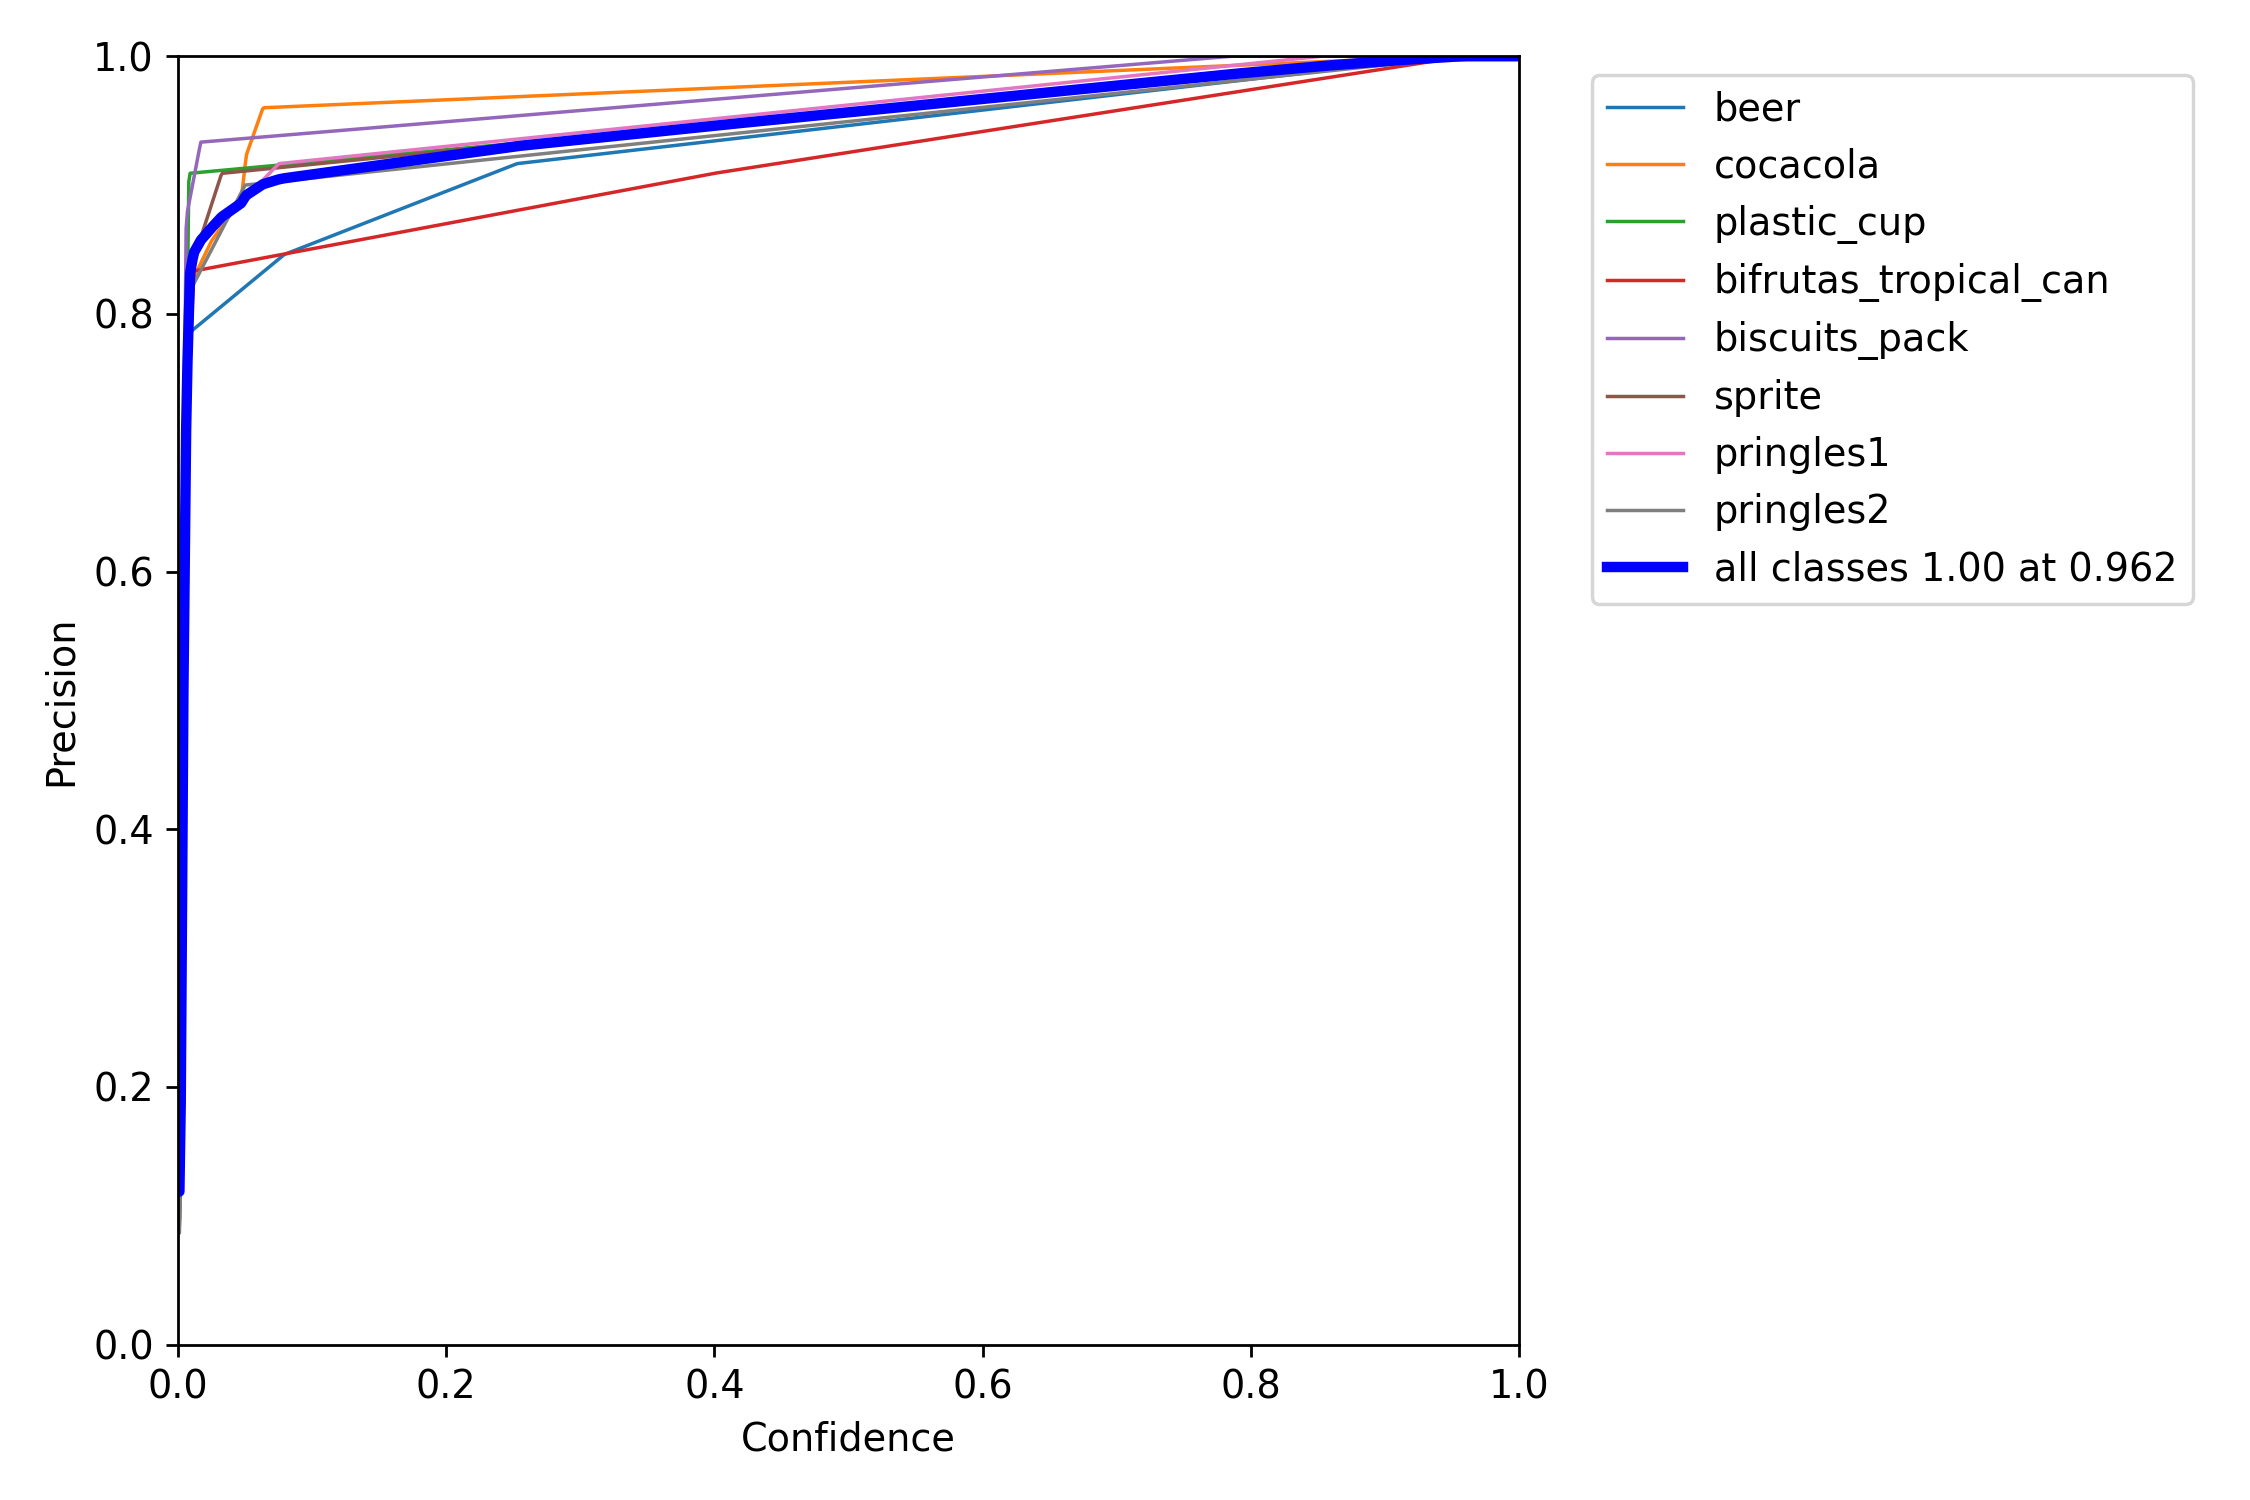 1.0
0.8
0.6
0.4
0.2
0.0
0.0 0.2 0.4 0.6 0.8 1.0
Precision
Confidence
beer
cocacola
plastic_cup
bifrutas_tropical_can
biscuits_pack
sprite
pringles1
pringles2
all classes 1.00 at 0.962